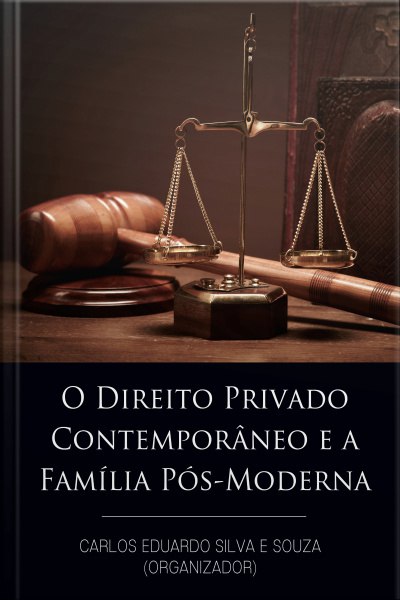 O Direito Privado
Contemporâneo e a
Família Pós-Moderna
CARLOS EDUARDO SILVA E SOUZA
(ORGANIZADOR)